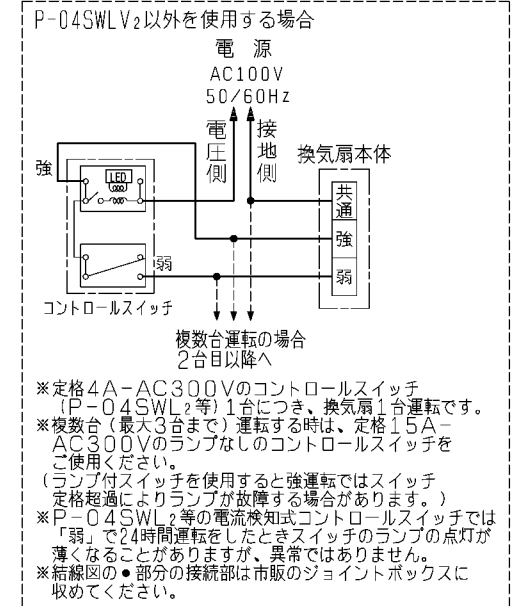 P-04SWLV2以外を使用する場合
電 源
AC100V
50/60Hz
電圧側
接地側
換気扇本体
強
LED
共通
強
弱
弱
コントロールスイッチ
複数台運転の場合
2台目以降へ
※定格4A-AC300Vのコントロールスイッチ
(P-04SWL2等)1台につき、換気扇1台運転です。
※複数台(最大3台まで)運転する時は、定格15A-
AC300Vのランプなしのコントロールスイッチを
ご使用ください。
(ランプ付スイッチを使用すると強運転ではスイッチ
定格超過によりランプが故障する場合があります。)
※P-04SWL2等の電流検知式コントロールスイッチでは
「弱」で24時間運転をしたときスイッチのランプの点灯が
薄くなることがありますが、異常ではありません。
※結線図の●部分の接続部は市販のジョイントボックスに
収めてください。